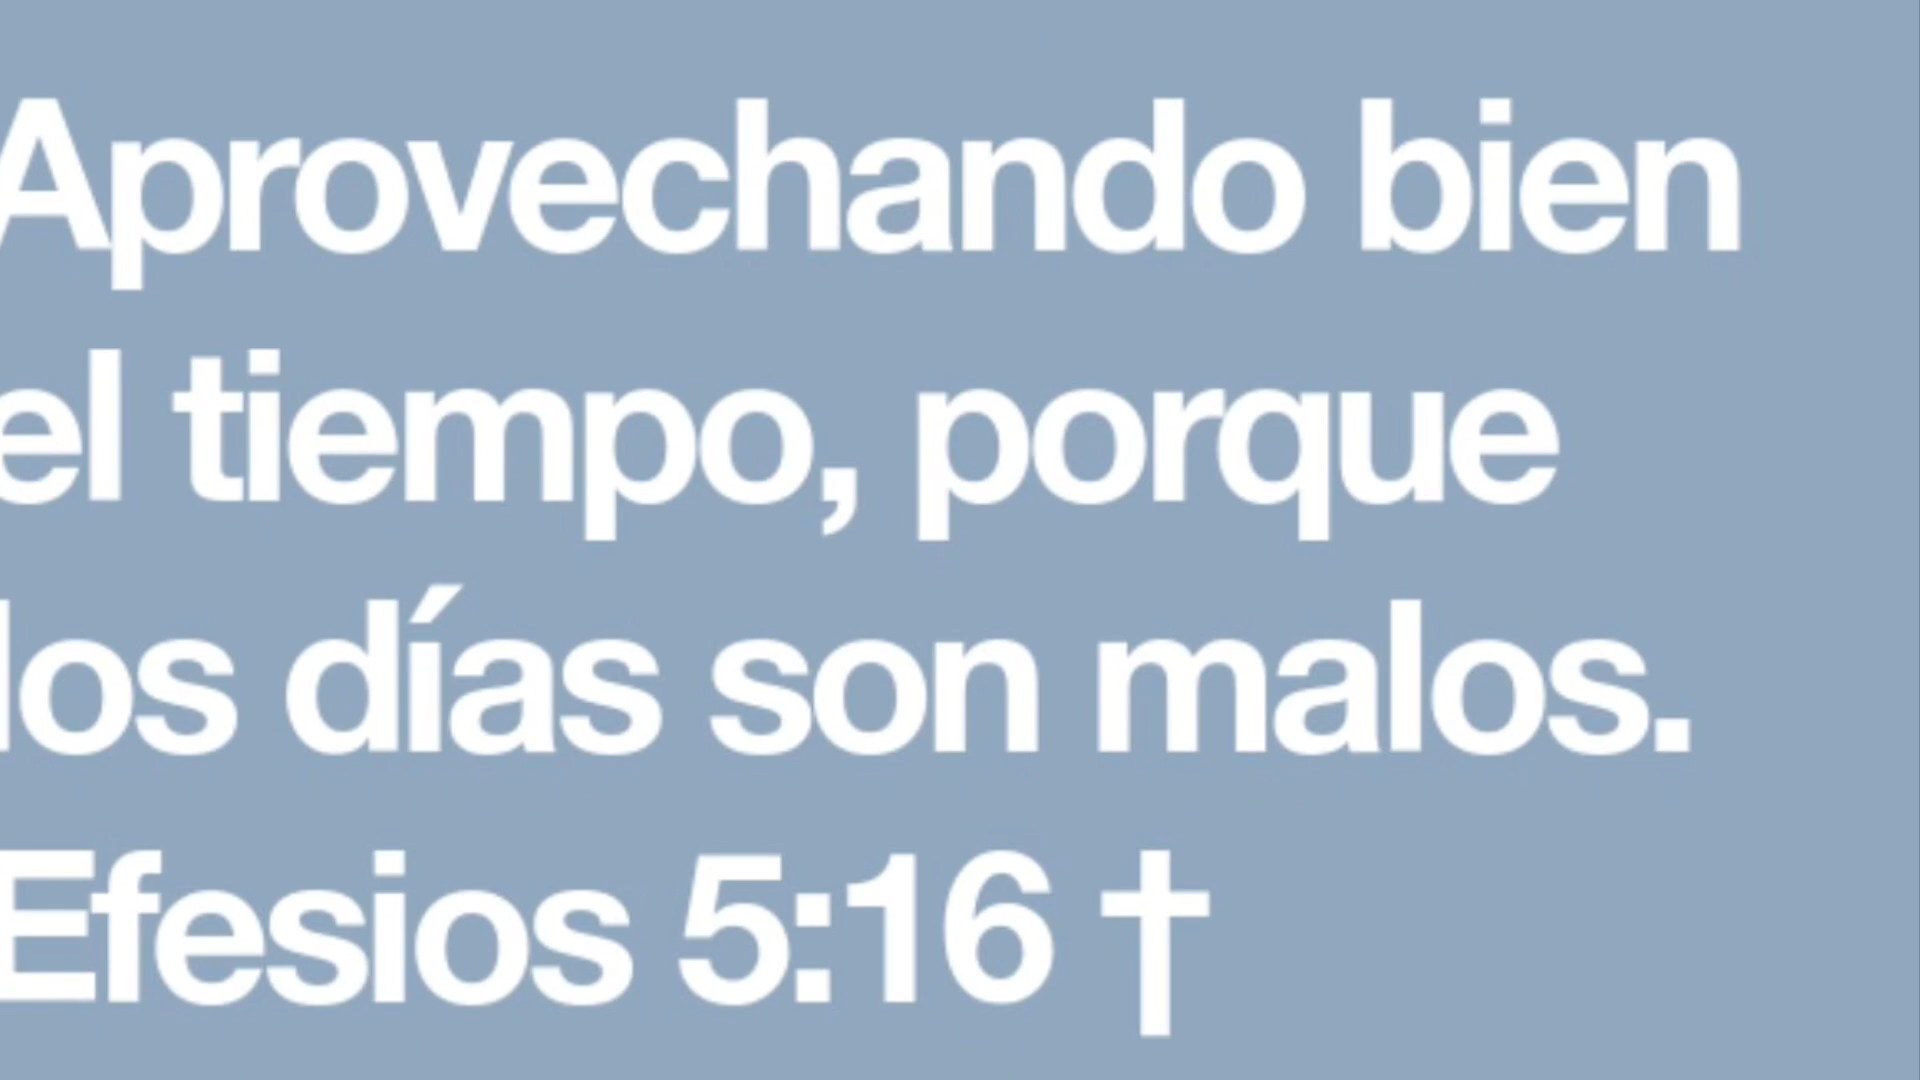 Aprovechando bien
el tiempo, porque
los días son malos.
Efesios 5:16 †